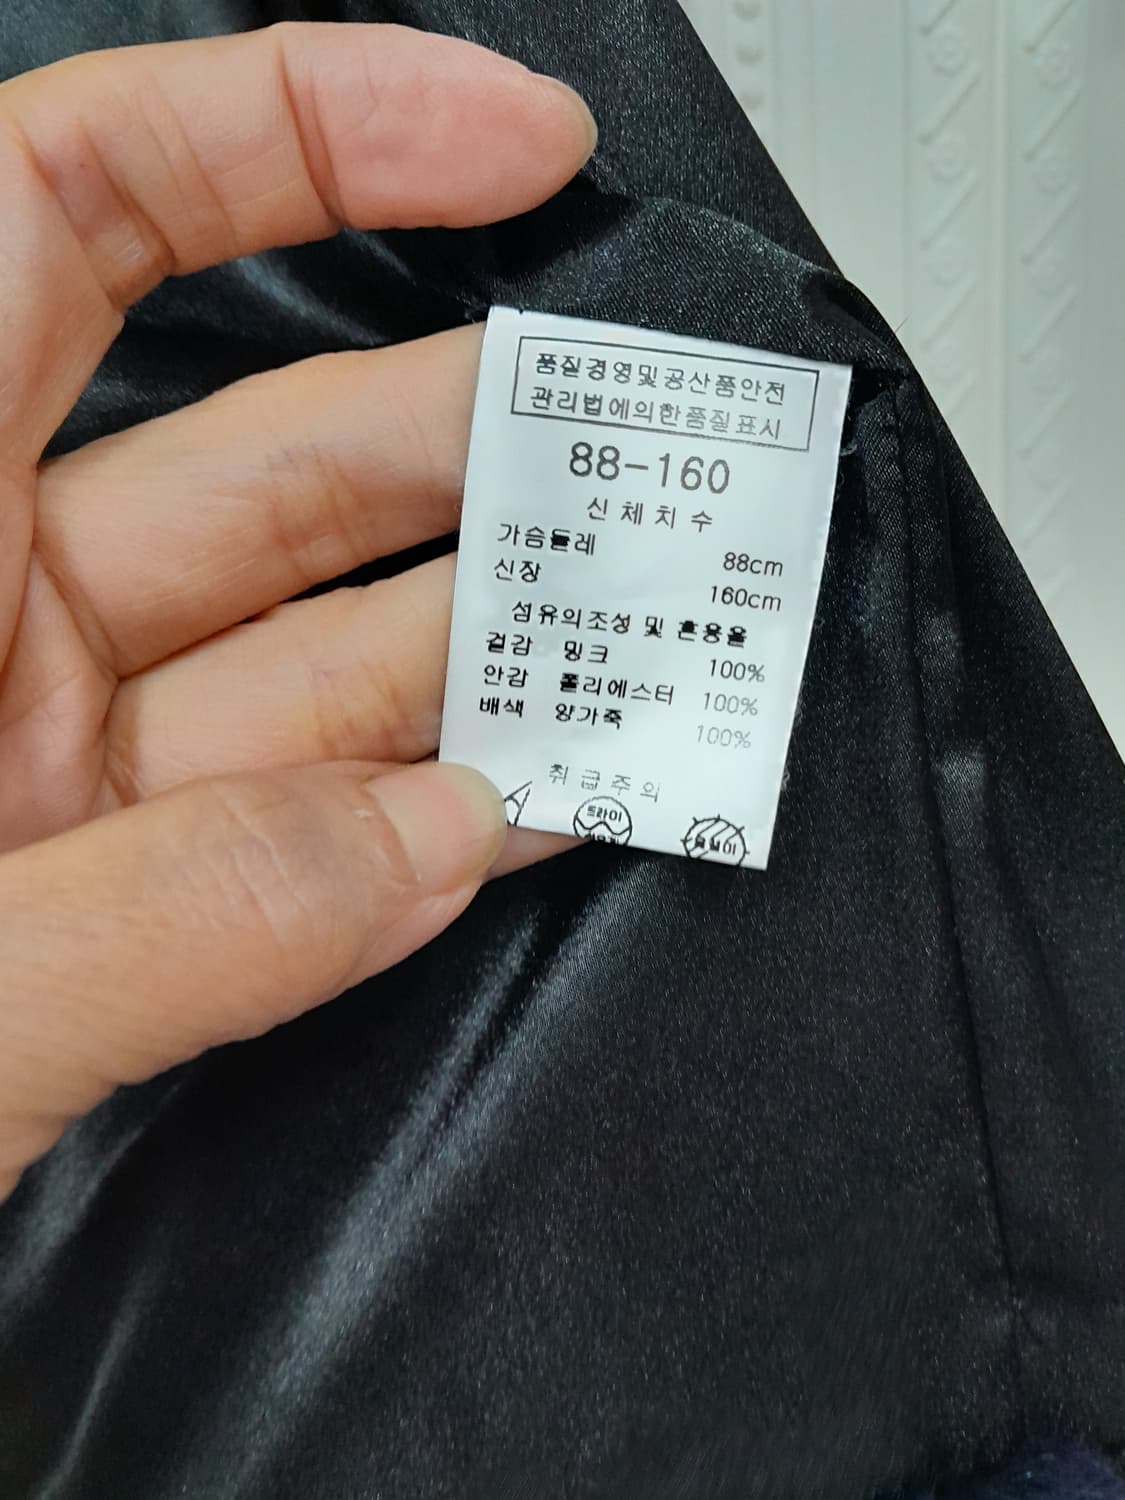 품질경영및공산품안전
관리법에의한품질표시
88-160
신체치수
가슴둘레 88cm
신장 160cm
섬유의조성 및 혼용율
겉감 밍크 100%
안감 폴리에스터 100%
배색 양가죽 100%
취급주의
드라이